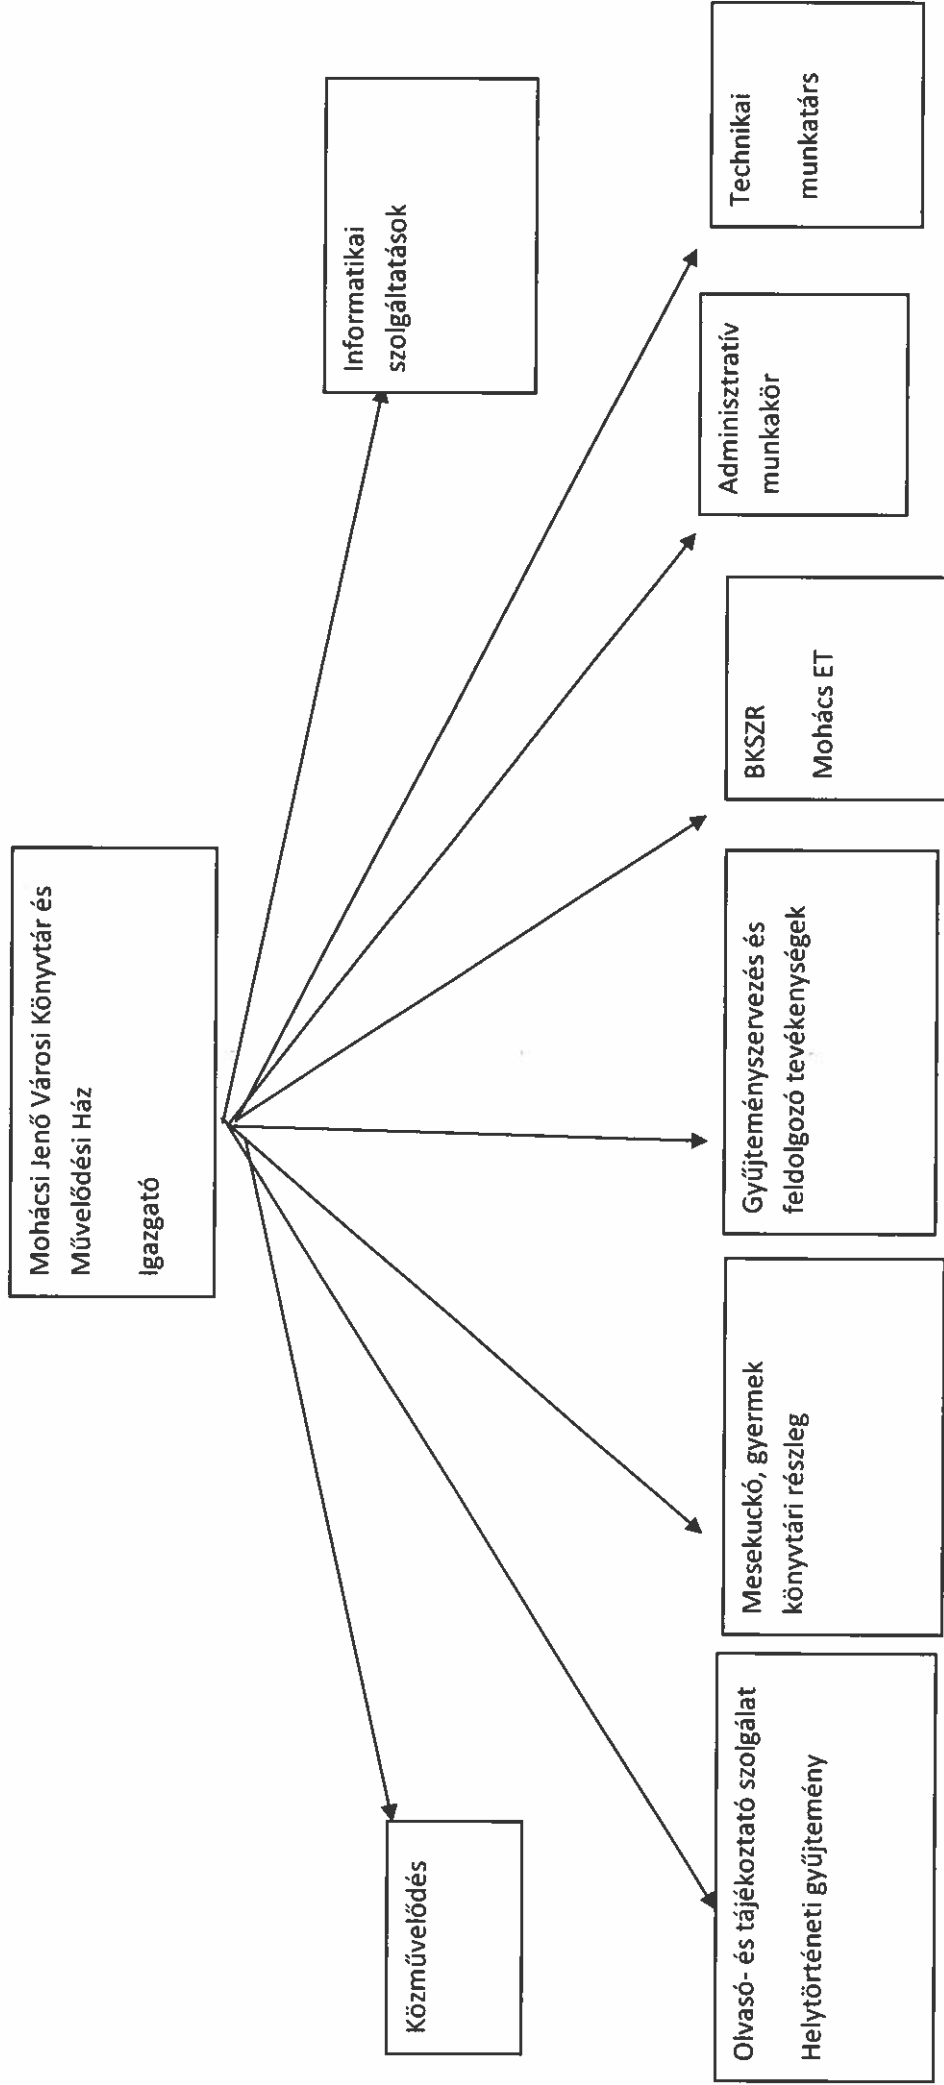 Mohácsi Jenő Városi Könyvtár és
Művelődési Ház
Igazgató
Közművelődés
Informatikai
szolgáltatások
Olvasó- és tájékoztató szolgálat
Helytörténeti gyűjtemény
Mesekuckó, gyermek
könyvtári részleg
Gyűjteményszervezés és
feldolgozó tevékenységek
BKSZR
Mohács ET
Adminisztratív
munkakör
Technikai
munkatárs